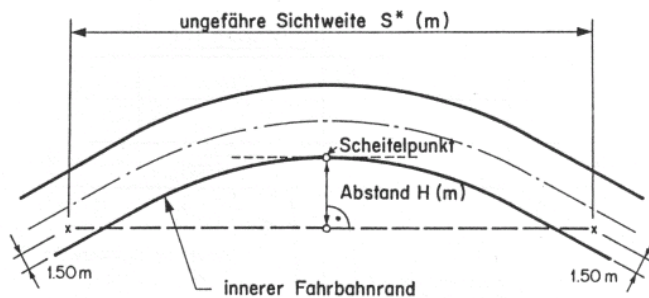 ungefähre Sichtweite S* (m)
Scheitelpunkt
Abstand H (m)
x
x
1.50 m
1.50 m
innerer Fahrbahnrand